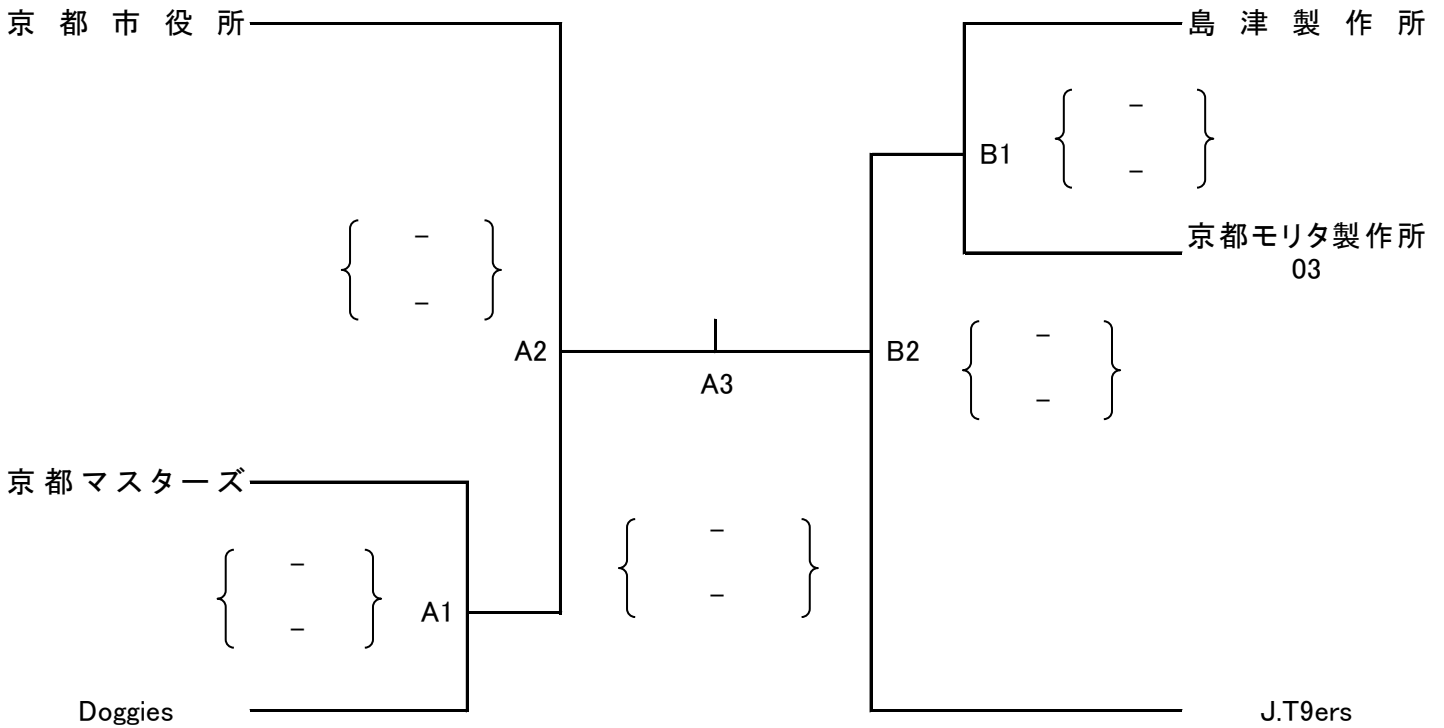 京都市役所
島津製作所
-
B1
-
京都モリタ製作所
03
-
-
A2
A3
B2
-
-
京都マスターズ
-
-
-
A1
-
Doggies
J.T9ers